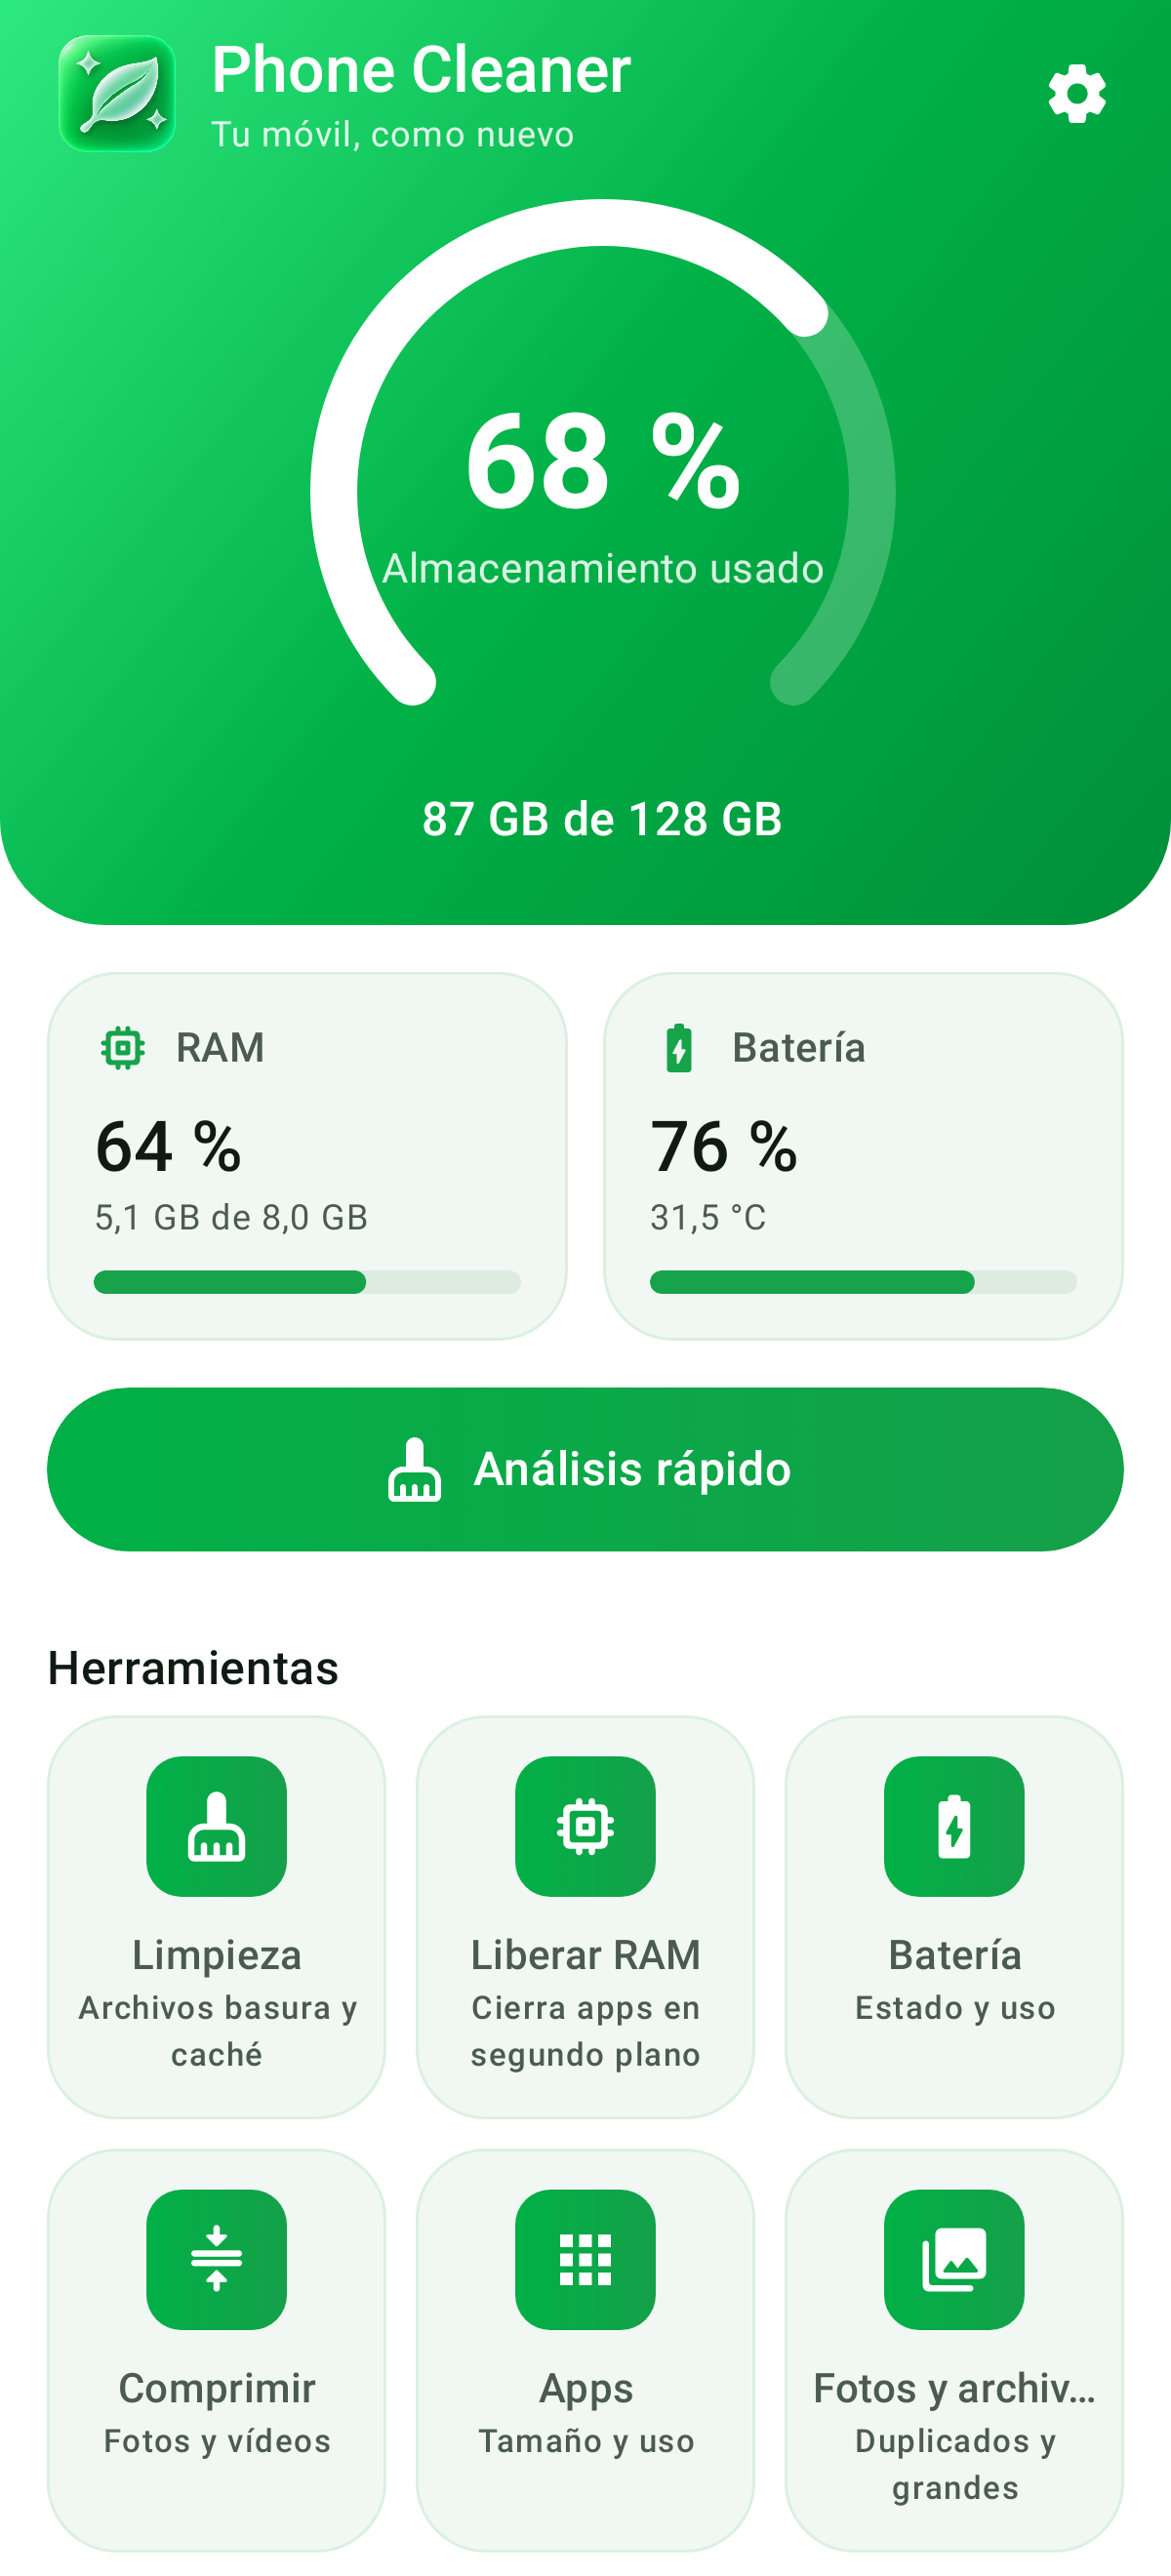 Phone Cleaner
Tu móvil, como nuevo
68 %
Almacenamiento usado
87 GB de 128 GB
RAM
64 %
5,1 GB de 8,0 GB
Batería
76 %
31,5 °C
Análisis rápido
Herramientas
Limpieza
Archivos basura y
caché
Liberar RAM
Cierra apps en
segundo plano
Batería
Estado y uso
Comprimir
Fotos y vídeos
Apps
Tamaño y uso
Fotos y archiv...
Duplicados y
grandes